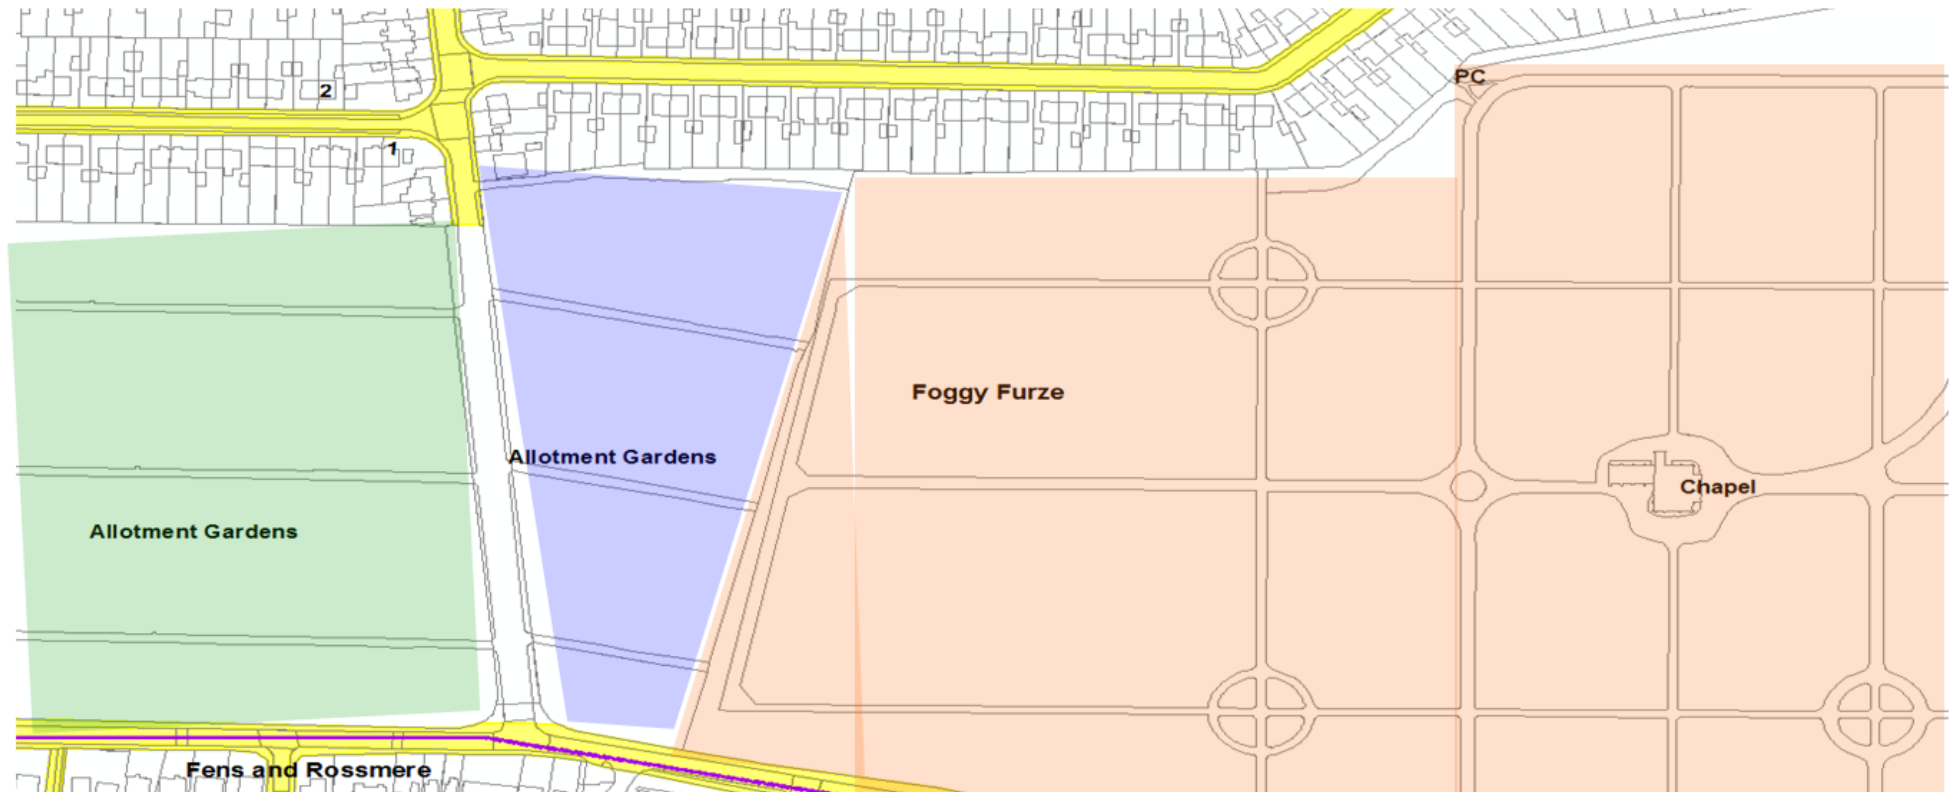 PC
2
1
Foggy Furze
Allotment Gardens
Chapel
Allotment Gardens
Fens and Rossmere